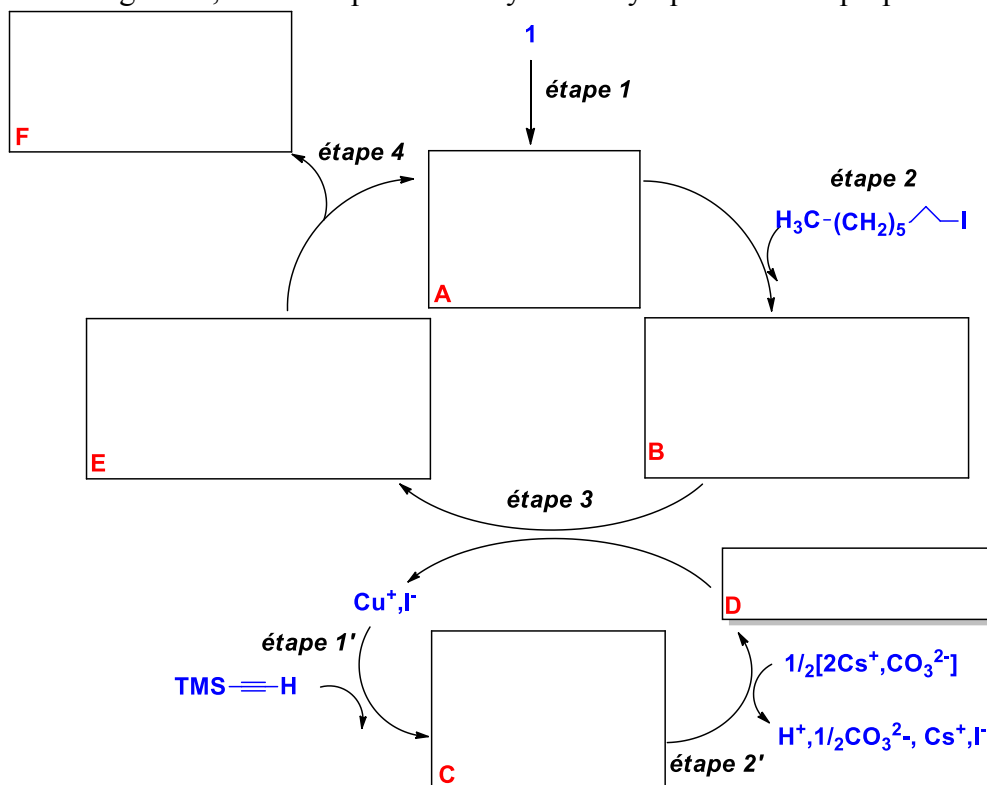 1
étape 1
F
étape 4
étape 2
H₃C-(CH₂)₅ I
A
E
B
étape 3
D
Cu⁺,I⁻
étape 1'
1/2[2Cs⁺,CO₃²⁻]
TMS H
H⁺,1/2CO₃²⁻, Cs⁺,I⁻
étape 2'
C